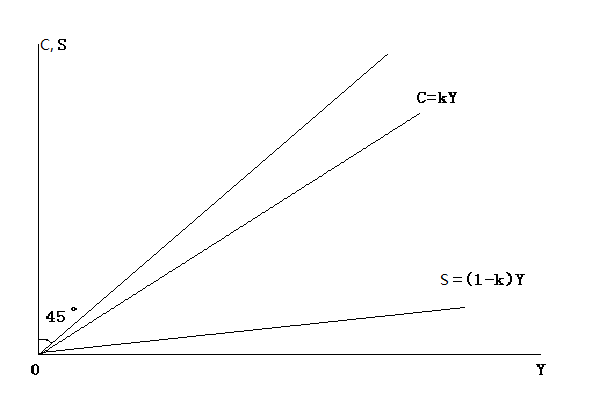 C, S
C=kY
S=(1-k)Y
45°
0
Y